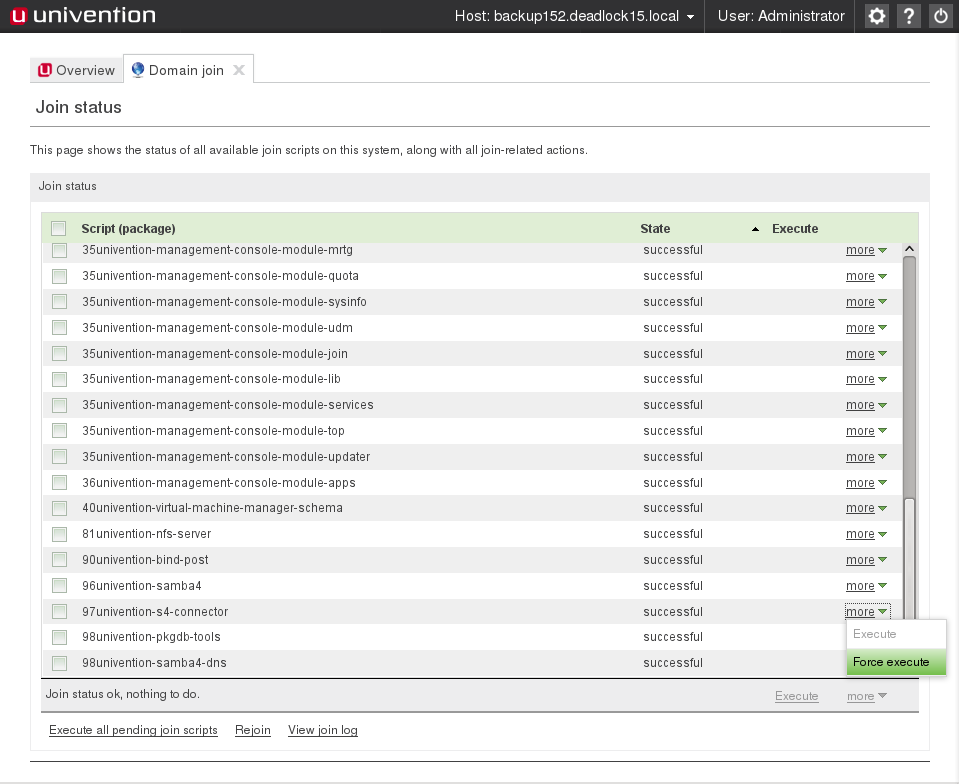 univention Host: backup152.deadlock15.local User: Administrator
Overview Domain join
Join status
This page shows the status of all available join scripts on this system, along with all join-related actions.
Join status
Script (package) State Execute
35univention-management-console-module-mrtg successful more
35univention-management-console-module-quota successful more
35univention-management-console-module-sysinfo successful more
35univention-management-console-module-udm successful more
35univention-management-console-module-join successful more
35univention-management-console-module-lib successful more
35univention-management-console-module-services successful more
35univention-management-console-module-top successful more
35univention-management-console-module-updater successful more
36univention-management-console-module-apps successful more
40univention-virtual-machine-manager-schema successful more
81univention-nfs-server successful more
90univention-bind-post successful more
96univention-samba4 successful more
97univention-s4-connector successful more
98univention-pkgdb-tools successful
Execute
98univention-samba4-dns successful
Force execute
Join status ok, nothing to do. Execute more
Execute all pending join scripts Rejoin View join log